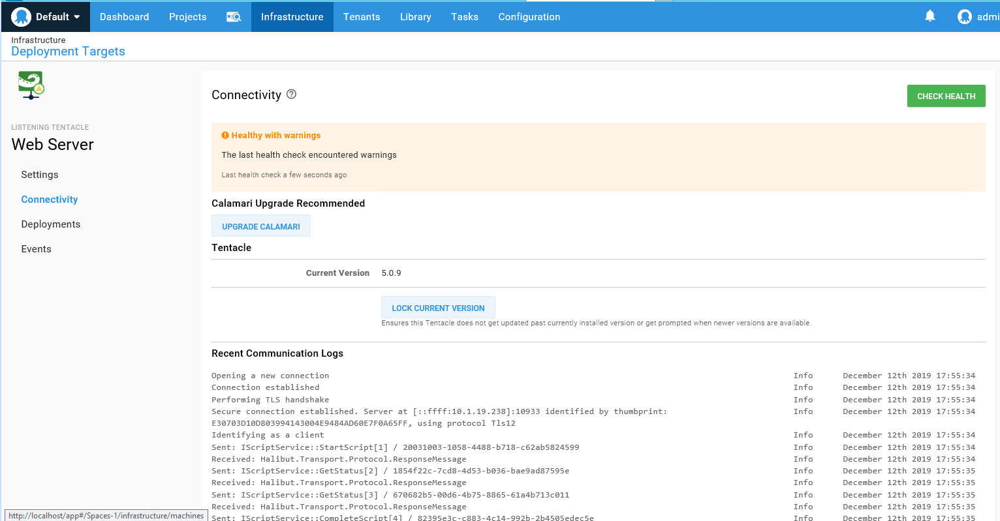 Default Dashboard Projects Infrastructure Tenants Library Tasks Configuration admi
Infrastructure
Deployment Targets
LISTENING TENTACLE
Web Server
Settings
Connectivity
Deployments
Events
Connectivity
CHECK HEALTH
Healthy with warnings
The last health check encountered warnings
Last health check a few seconds ago
Calamari Upgrade Recommended
UPGRADE CALAMARI
Tentacle
Current Version 5.0.9
LOCK CURRENT VERSION
Ensures this Tentacle does not get updated past currently installed version or get prompted when newer versions are available.
Recent Communication Logs
Opening a new connection Info December 12th 2019 17:55:34
Connection established Info December 12th 2019 17:55:34
Performing TLS handshake Info December 12th 2019 17:55:34
Secure connection established. Server at [::ffff:10.1.19.238]:10933 identified by thumbprint: Info December 12th 2019 17:55:34
E30703D10D803994143004E9484AD60E7F0A65FF, using protocol Tls12
Identifying as a client Info December 12th 2019 17:55:34
Sent: IScriptService::StartScript[1] / 20031003-1058-4488-b718-c62ab5824599 Info December 12th 2019 17:55:34
Received: Halibut.Transport.Protocol.ResponseMessage Info December 12th 2019 17:55:34
Sent: IScriptService::GetStatus[2] / 1854f22c-7cd8-4d53-b036-bae9ad87595e Info December 12th 2019 17:55:35
Received: Halibut.Transport.Protocol.ResponseMessage Info December 12th 2019 17:55:35
Sent: IScriptService::GetStatus[3] / 670682b5-00d6-4b75-8865-61a4b713c011 Info December 12th 2019 17:55:35
Received: Halibut.Transport.Protocol.ResponseMessage Info December 12th 2019 17:55:35
Sent: IScriptService::CompleteScript[4] / 82395e3c-c883-4c14-992b-2b4505edec5e Info December 12th 2019 17:55:35
http://localhost/app#/Spaces-1/infrastructure/machines